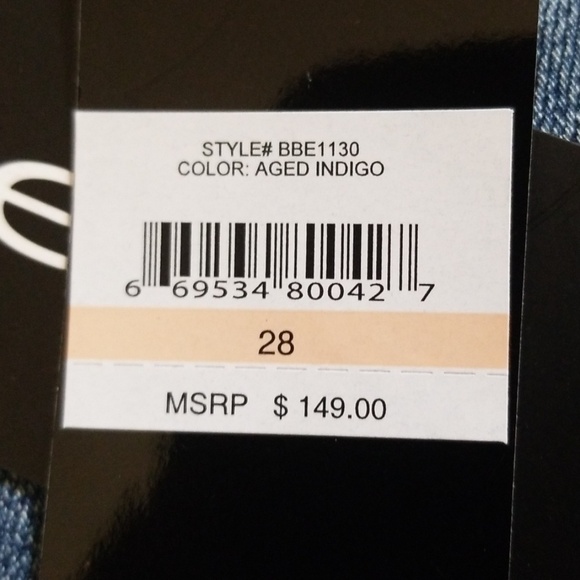 STYLE# BBE1130
COLOR: AGED INDIGO
6 69534 80042 7
28
MSRP $ 149.00